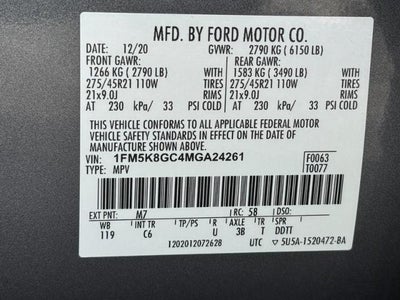 MFD. BY FORD MOTOR CO.
DATE: 12/20 GVWR: 2790 KG ( 6150 LB)
FRONT GAWR: REAR GAWR:
1266 KG ( 2790 LB) 1583 KG ( 3490 LB)
275/45R21 110W TIRES 275/45R21 110W TIRES
21x9.0J RIMS 21x9.0J RIMS
AT 230 kPa/ 33 PSI COLD AT 230 kPa/ 33 PSI COLD
THIS VEHICLE CONFORMS TO ALL APPLICABLE FEDERAL MOTOR
VEHICLE SAFETY STANDARDS IN EFFECT ON THE DATE OF
MANUFACTURE SHOWN ABOVE.
VIN: 1FM5K8GC4MGA24261 F0063
TYPE: MPV T0077
EXT PNT: M7 RC: 58 DSO:
WB INT TR TP/PS R AXLE TR SPR
119 C6 U 3B T DDTT
1202012072628 UTC 5U5A-1520472-BA